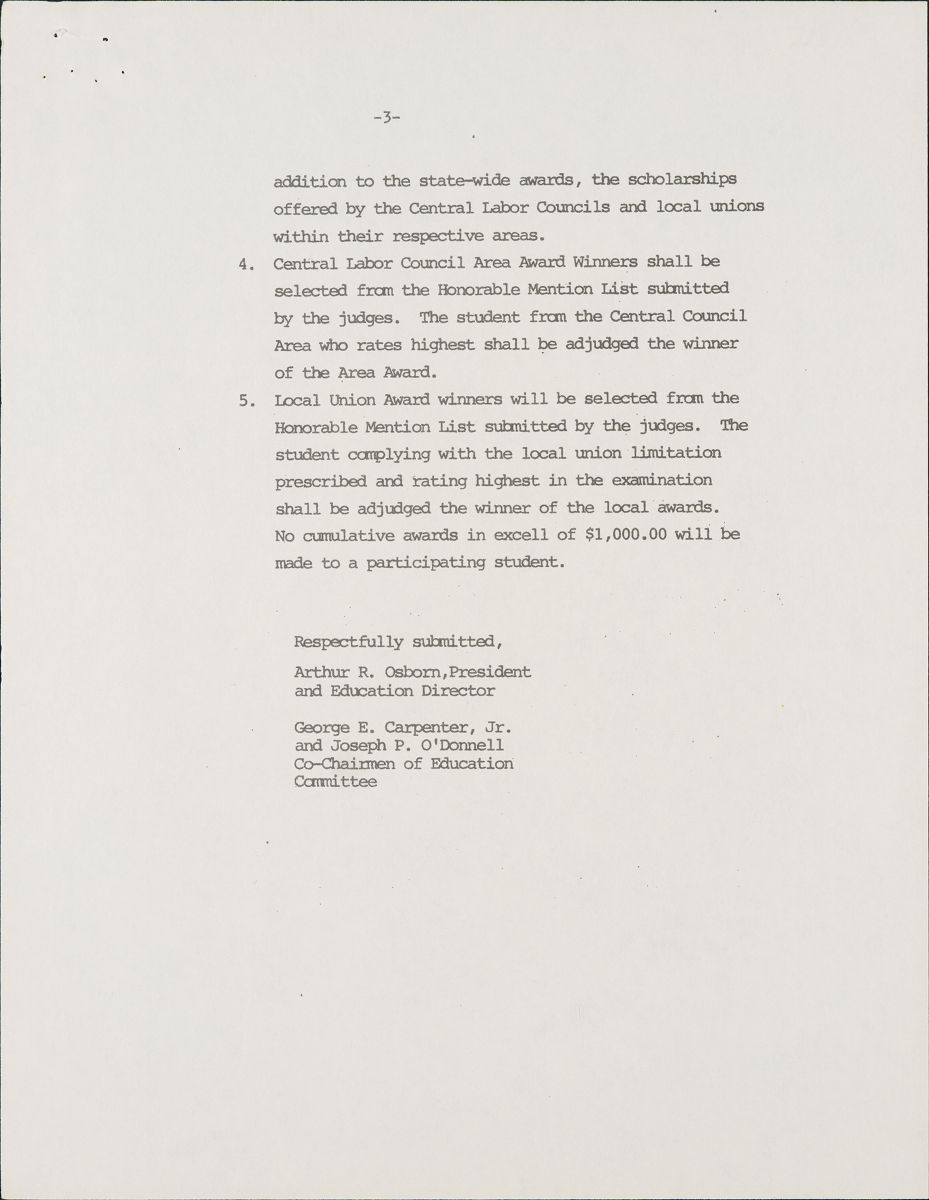 -3-
addition to the state-wide awards, the scholarships
offered by the Central Labor Councils and local unions
within their respective areas.
4. Central Labor Council Area Award Winners shall be
selected from the Honorable Mention List submitted
by the judges. The student from the Central Council
Area who rates highest shall be adjudged the winner
of the Area Award.
5. Local Union Award winners will be selected from the
Honorable Mention List submitted by the judges. The
student complying with the local union limitation
prescribed and rating highest in the examination
shall be adjudged the winner of the local awards.
No cumulative awards in excell of $1,000.00 will be
made to a participating student.
Respectfully submitted,
Arthur R. Osborn,President
and Education Director
George E. Carpenter, Jr.
and Joseph P. O'Donnell
Co-Chairmen of Education
Committee